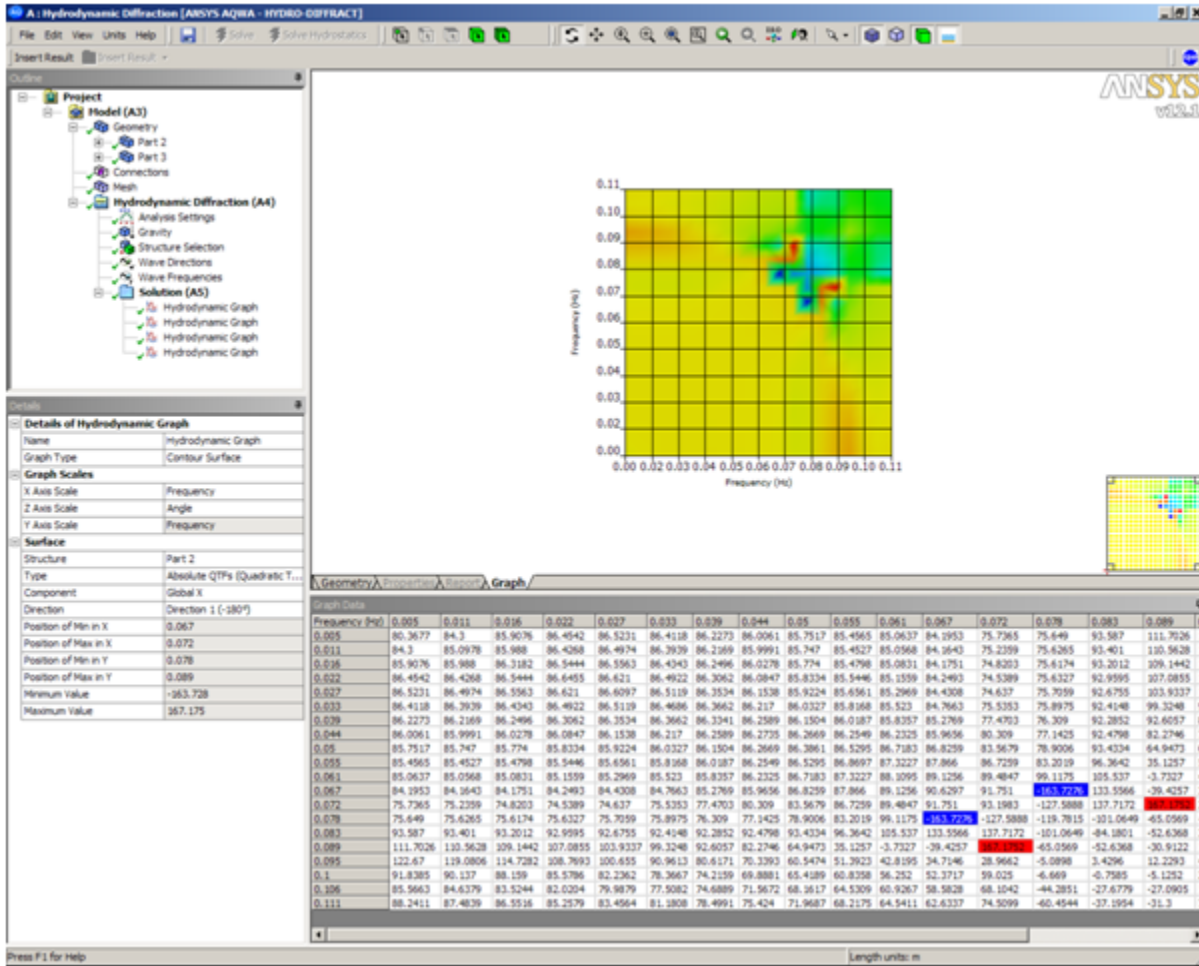 A : Hydrodynamic Diffraction [ANSYS AQWA - HYDRO-DIFFRACT]
File Edit View Units Help Solve Solve Hydrostatics
Insert Result Insert Result
Outline
Project
Model (A3)
Geometry
Part 2
Part 3
Connections
Mesh
Hydrodynamic Diffraction (A4)
Analysis Settings
Gravity
Structure Selection
Wave Directions
Wave Frequencies
Solution (A5)
Hydrodynamic Graph
Hydrodynamic Graph
Hydrodynamic Graph
Hydrodynamic Graph
Details
Details of Hydrodynamic Graph
Name Hydrodynamic Graph
Graph Type Contour Surface
Graph Scales
X Axis Scale Frequency
Z Axis Scale Angle
Y Axis Scale Frequency
Surface
Structure Part 2
Type Absolute QTFs (Quadratic T...
Component Global X
Direction Direction 1 (-180°)
Position of Min in X 0.067
Position of Max in X 0.072
Position of Min in Y 0.078
Position of Max in Y 0.089
Minimum Value -163.728
Maximum Value 167.175
ANSYS
v12.1
0.11
0.10
0.09
0.08
0.07
0.06
0.05
0.04
0.03
0.02
0.00
Frequency (Hz)
0.00 0.02 0.03 0.04 0.05 0.06 0.07 0.08 0.09 0.10 0.11
Frequency (Hz)
Geometry Properties Report Graph
Graph Data
Frequency (Hz) 0.005 0.011 0.016 0.022 0.027 0.033 0.039 0.044 0.05 0.055 0.061 0.067 0.072 0.078 0.083 0.089
0.005 80.3677 84.3 85.9076 86.4542 86.5231 86.4118 86.2273 86.0061 85.7517 85.4565 85.0637 84.1953 75.7365 75.649 93.587 111.7026
0.011 84.3 85.0978 85.988 86.4268 86.4974 86.3939 86.2169 85.9991 85.747 85.4527 85.0568 84.1643 75.2359 75.6265 93.401 110.5628
0.016 85.9076 85.988 86.3182 86.5444 86.5563 86.4343 86.2496 86.0278 85.774 85.4798 85.0831 84.1751 74.8203 75.6174 93.2012 109.1442
0.022 86.4542 86.4268 86.5444 86.6455 86.621 86.4922 86.3062 86.0847 85.8334 85.5446 85.1559 84.2493 74.5389 75.6327 92.9595 107.0855
0.027 86.5231 86.4974 86.5563 86.621 86.6097 86.5119 86.3534 86.1538 85.9224 85.6561 85.2969 84.4308 74.637 75.7059 92.6755 103.9337
0.033 86.4118 86.3939 86.4343 86.4922 86.5119 86.4686 86.3662 86.217 86.0327 85.8168 85.523 84.7663 75.5353 75.8975 92.4148 99.3248
0.039 86.2273 86.2169 86.2496 86.3062 86.3534 86.3662 86.3341 86.2589 86.1504 86.0187 85.8357 85.2769 77.4703 76.309 92.2852 92.6057
0.044 86.0061 85.9991 86.0278 86.0847 86.1538 86.217 86.2589 86.2735 86.2669 86.2549 86.2325 85.9656 80.309 77.1425 92.4798 82.2746
0.05 85.7517 85.747 85.774 85.8334 85.9224 86.0327 86.1504 86.2669 86.3861 86.5295 86.7183 86.8259 83.5679 78.9006 93.4334 64.9473
0.055 85.4565 85.4527 85.4798 85.5446 85.6561 85.8168 86.0187 86.2549 86.5295 86.8697 87.3227 87.866 86.7259 83.2019 96.3642 35.1257
0.061 85.0637 85.0568 85.0831 85.1559 85.2969 85.523 85.8357 86.2325 86.7183 87.3227 88.1095 89.1256 89.4847 99.1175 105.537 -3.7327
0.067 84.1953 84.1643 84.1751 84.2493 84.4308 84.7663 85.2769 85.9656 86.8259 87.866 89.1256 90.6297 91.751 -163.7276 133.5566 -39.4257
0.072 75.7365 75.2359 74.8203 74.5389 74.637 75.5353 77.4703 80.309 83.5679 86.7259 89.4847 91.751 93.1983 -127.5888 137.7172 167.1752
0.078 75.649 75.6265 75.6174 75.6327 75.7059 75.8975 76.309 77.1425 78.9006 83.2019 99.1175 -163.7276 -127.5888 -119.7815 -101.0649 -65.0569
0.083 93.587 93.401 93.2012 92.9595 92.6755 92.4148 92.2852 92.4798 93.4334 96.3642 105.537 133.5566 137.7172 -101.0649 -84.1801 -52.6368
0.089 111.7026 110.5628 109.1442 107.0855 103.9337 99.3248 92.6057 82.2746 64.9473 35.1257 -3.7327 -39.4257 167.1752 -65.0569 -52.6368 -30.9122
0.095 122.67 119.0806 114.7282 108.7693 100.655 90.9613 80.6171 70.3393 60.5474 51.3923 42.8195 34.7146 28.9662 -5.0898 3.4296 12.2293
0.1 91.8385 90.137 88.159 85.5786 82.2362 78.3667 74.2159 69.8881 65.4189 60.8358 56.252 52.3717 59.025 -6.669 -0.7585 -5.1252
0.106 85.5663 84.6379 83.5244 82.0204 79.9879 77.5082 74.6889 71.5672 68.1617 64.5309 60.9267 58.5828 68.1042 -44.2851 -27.6779 -27.0905
0.111 88.2411 87.4839 86.5516 85.2579 83.4564 81.1808 78.4991 75.424 71.9687 68.2175 64.5411 62.6337 74.5099 -60.4544 -37.1954 -31.3
Press F1 for Help Length units: m